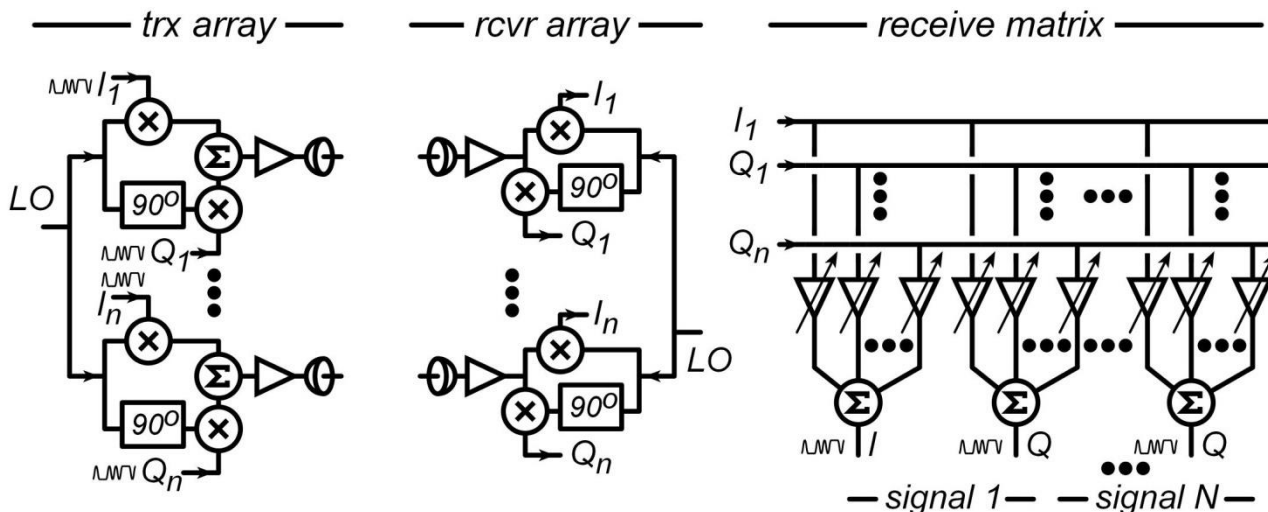 trx array
I1
LO
90º
Q1
In
90º
Qn
rcvr array
I1
90º
Q1
In
LO
90º
Qn
receive matrix
I1
Q1
Qn
Σ
Σ
Σ
Σ
Σ
I
Q
Q
signal 1
signal N